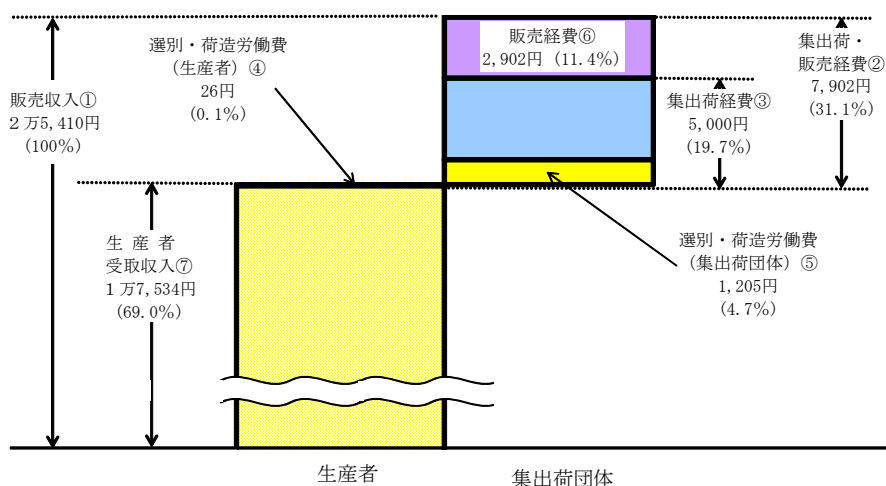 販売収入①
2万5,410円
(100%)
選別・荷造労働費
(生産者)④
26円
(0.1%)
販売経費⑥
2,902円 (11.4%)
集出荷・
販売経費②
7,902円
(31.1%)
集出荷経費③
5,000円
(19.7%)
生 産 者
受取収入⑦
1万7,534円
(69.0%)
選別・荷造労働費
(集出荷団体)⑤
1,205円
(4.7%)
生産者
集出荷団体